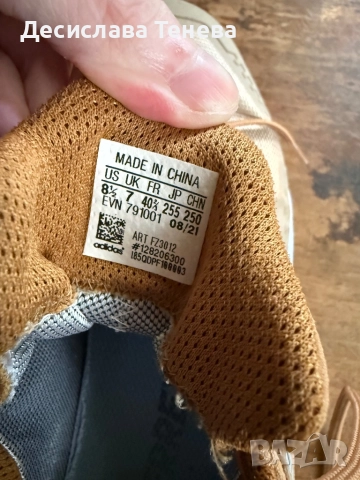 Десислава Тенева
MADE IN CHINA
US UK FR JP CHN
8½ 7 40⅔ 255 250
EVN 791001 08/21
ART FZ3012
#128206300
adidas
BAZAR